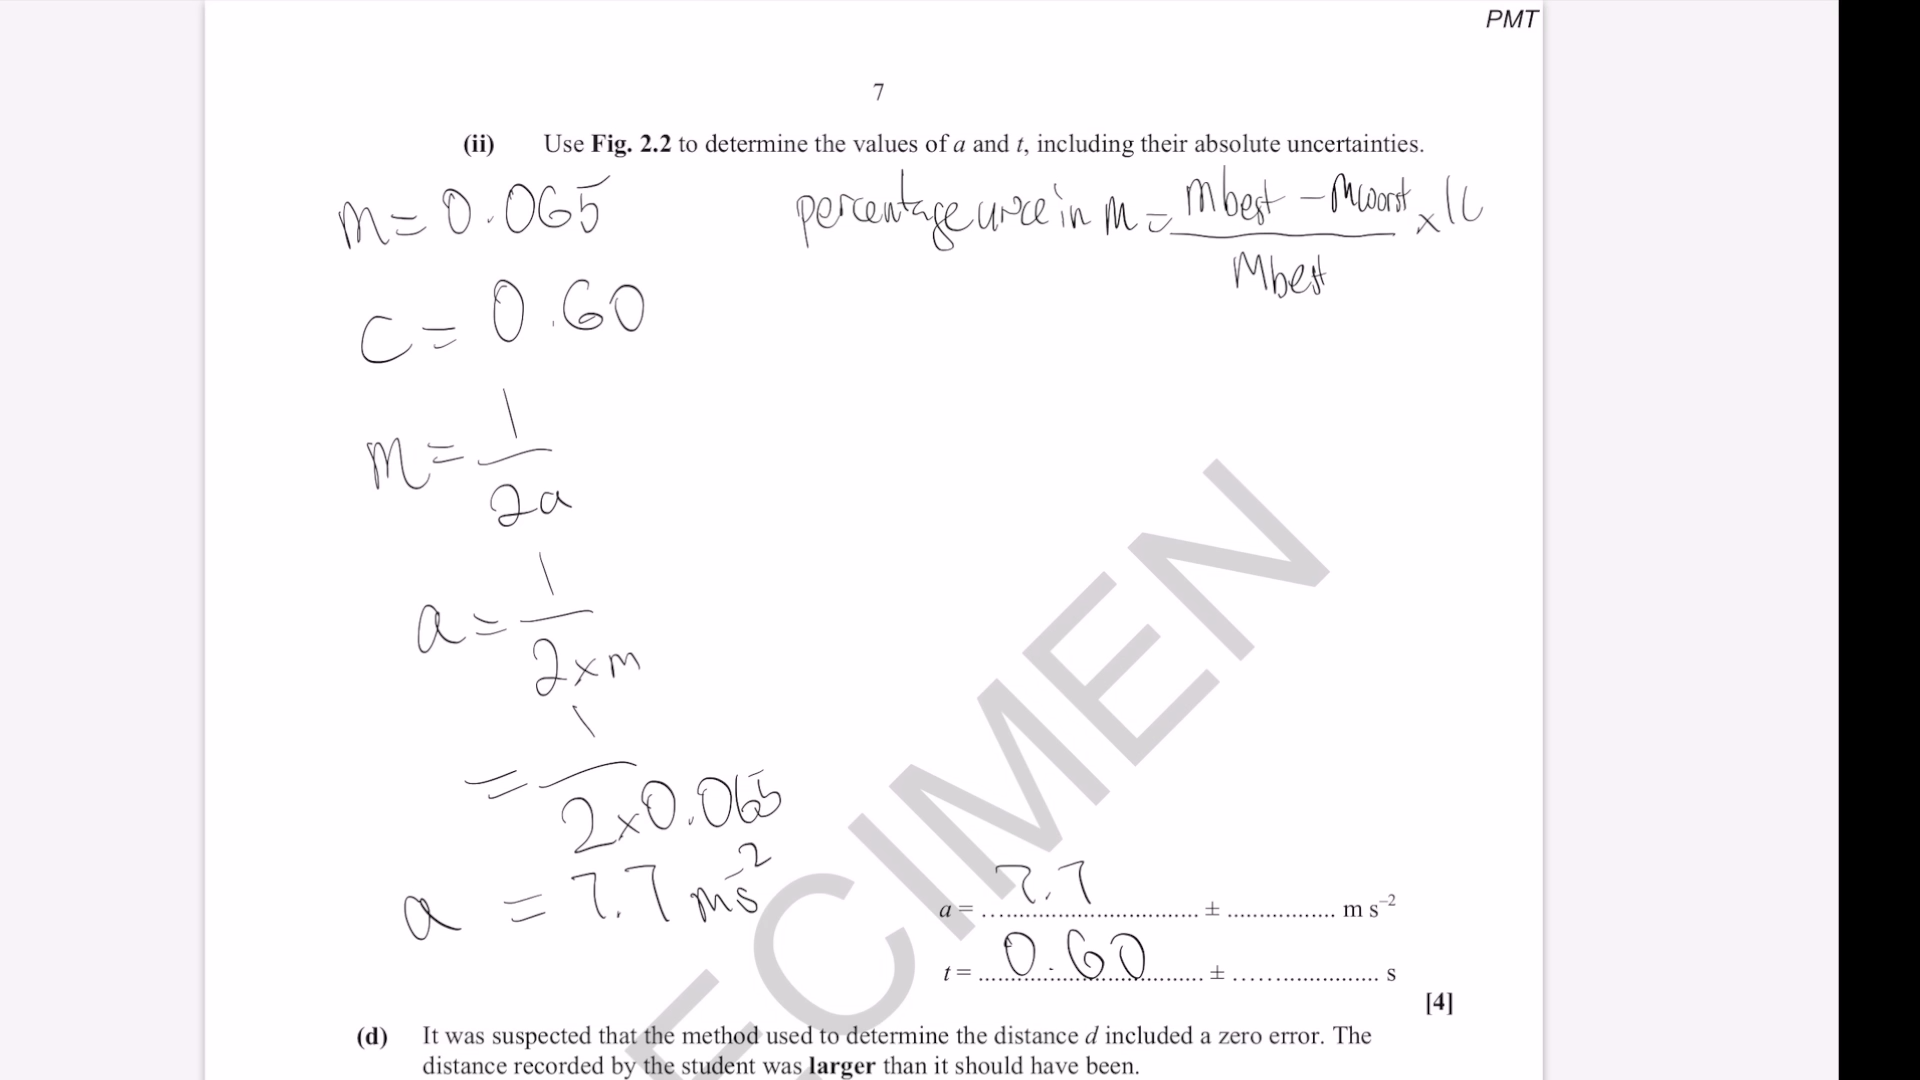 PMT
7
(ii) Use Fig. 2.2 to determine the values of a and t, including their absolute uncertainties.
m = 0.065
percentage unce in m = (mbest - mworst)/mbest × 1
c = 0.60
m = 1/2a
a = 1/(2×m)
= 1/(2×0.065)
a = 7.7 ms⁻²
a = 7.7 ± ................. m s⁻²
t = 0.60 ± ...................... s
[4]
(d) It was suspected that the method used to determine the distance d included a zero error. The
distance recorded by the student was larger than it should have been.
ECIMEN